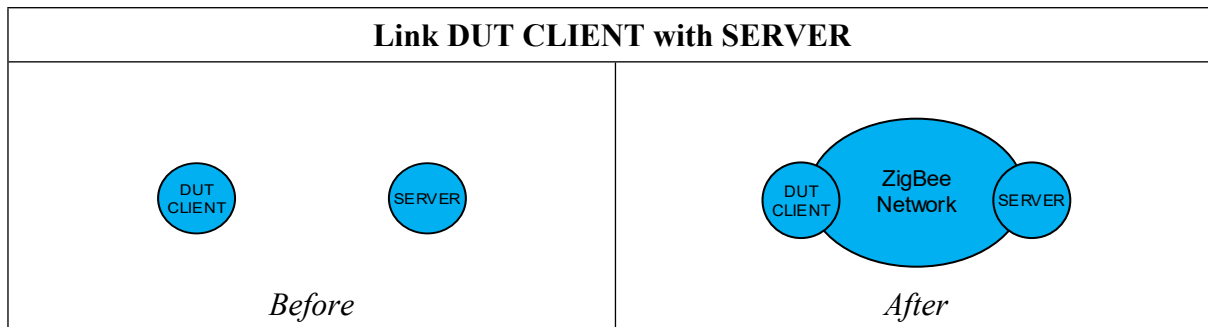 Link DUT CLIENT with SERVER
DUT
CLIENT
SERVER
Before
DUT
CLIENT
ZigBee
Network
SERVER
After